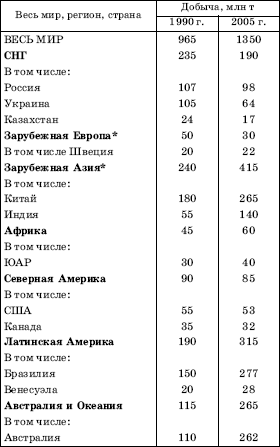 Весь мир, регион, страна Добыча, млн т
1990 г. 2005 г.
ВЕСЬ МИР 965 1350
СНГ 235 190
В том числе:
Россия 107 98
Украина 105 64
Казахстан 24 17
Зарубежная Европа* 50 30
В том числе Швеция 20 22
Зарубежная Азия* 240 415
В том числе:
Китай 180 265
Индия 55 140
Африка 45 60
В том числе:
ЮАР 30 40
Северная Америка 90 85
В том числе:
США 55 53
Канада 35 32
Латинская Америка 190 315
В том числе:
Бразилия 150 277
Венесуэла 20 28
Австралия и Океания 115 265
В том числе:
Австралия 110 262